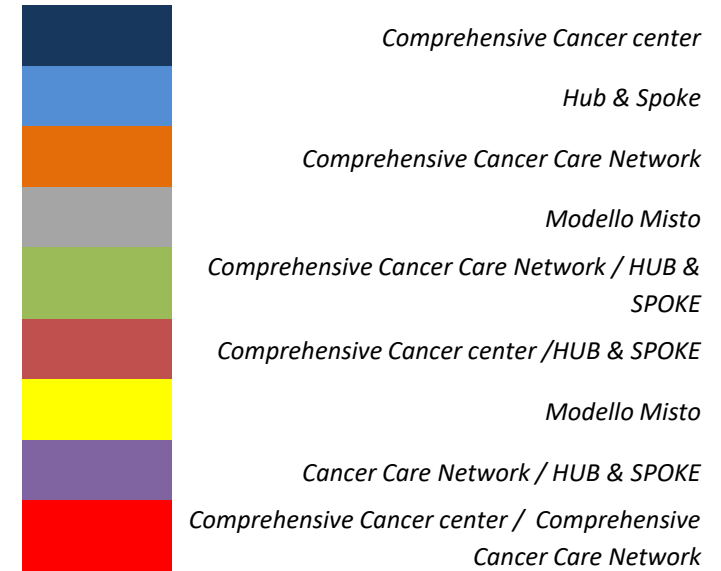 Comprehensive Cancer center
Hub & Spoke
Comprehensive Cancer Care Network
Modello Misto
Comprehensive Cancer Care Network / HUB &
SPOKE
Comprehensive Cancer center /HUB & SPOKE
Modello Misto
Cancer Care Network / HUB & SPOKE
Comprehensive Cancer center /  Comprehensive
Cancer Care Network